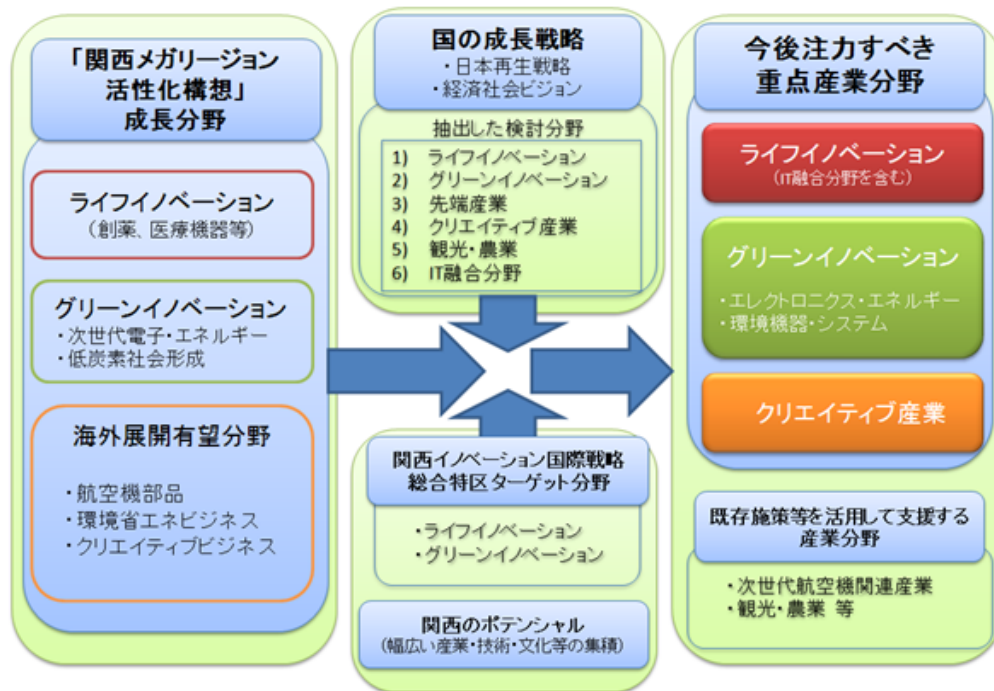 「関西メガリージョン
活性化構想」
成長分野
ライフイノベーション
（創薬、医療機器等）
グリーンイノベーション
・次世代電子・エネルギー
・低炭素社会形成
海外展開有望分野
・航空機部品
・環境省エネビジネス
・クリエイティブビジネス
国の成長戦略
・日本再生戦略
・経済社会ビジョン
抽出した検討分野
1) ライフイノベーション
2) グリーンイノベーション
3) 先端産業
4) クリエイティブ産業
5) 観光・農業
6) IT融合分野
関西イノベーション国際戦略
総合特区ターゲット分野
・ライフイノベーション
・グリーンイノベーション
関西のポテンシャル
（幅広い産業・技術・文化等の集積）
今後注力すべき
重点産業分野
ライフイノベーション
（IT融合分野を含む）
グリーンイノベーション
・エレクトロニクス・エネルギー
・環境機器・システム
クリエイティブ産業
既存施策等を活用して支援する
産業分野
・次世代航空機関連産業
・観光・農業 等